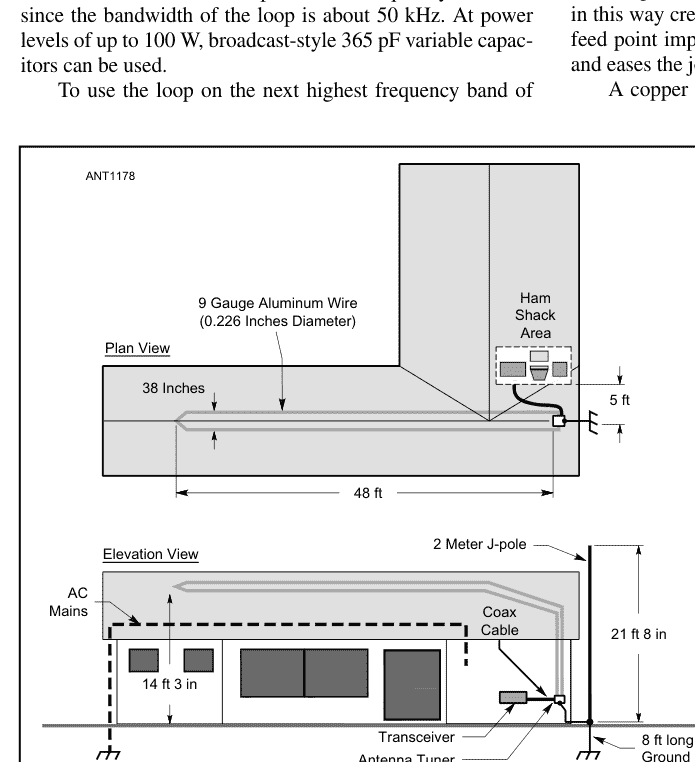 since the bandwidth of the loop is about 50 kHz. At power
levels of up to 100 W, broadcast-style 365 pF variable capac-
itors can be used.
To use the loop on the next highest frequency band of
in this way cre
feed point imp
and eases the j
A copper
ANT1178
9 Gauge Aluminum Wire
(0.226 Inches Diameter)
Ham
Shack
Area
Plan View
38 Inches
5 ft
48 ft
2 Meter J-pole
Elevation View
AC
Mains
Coax
Cable
21 ft 8 in
14 ft 3 in
Transceiver
8 ft long
Ground
Antenna Tuner